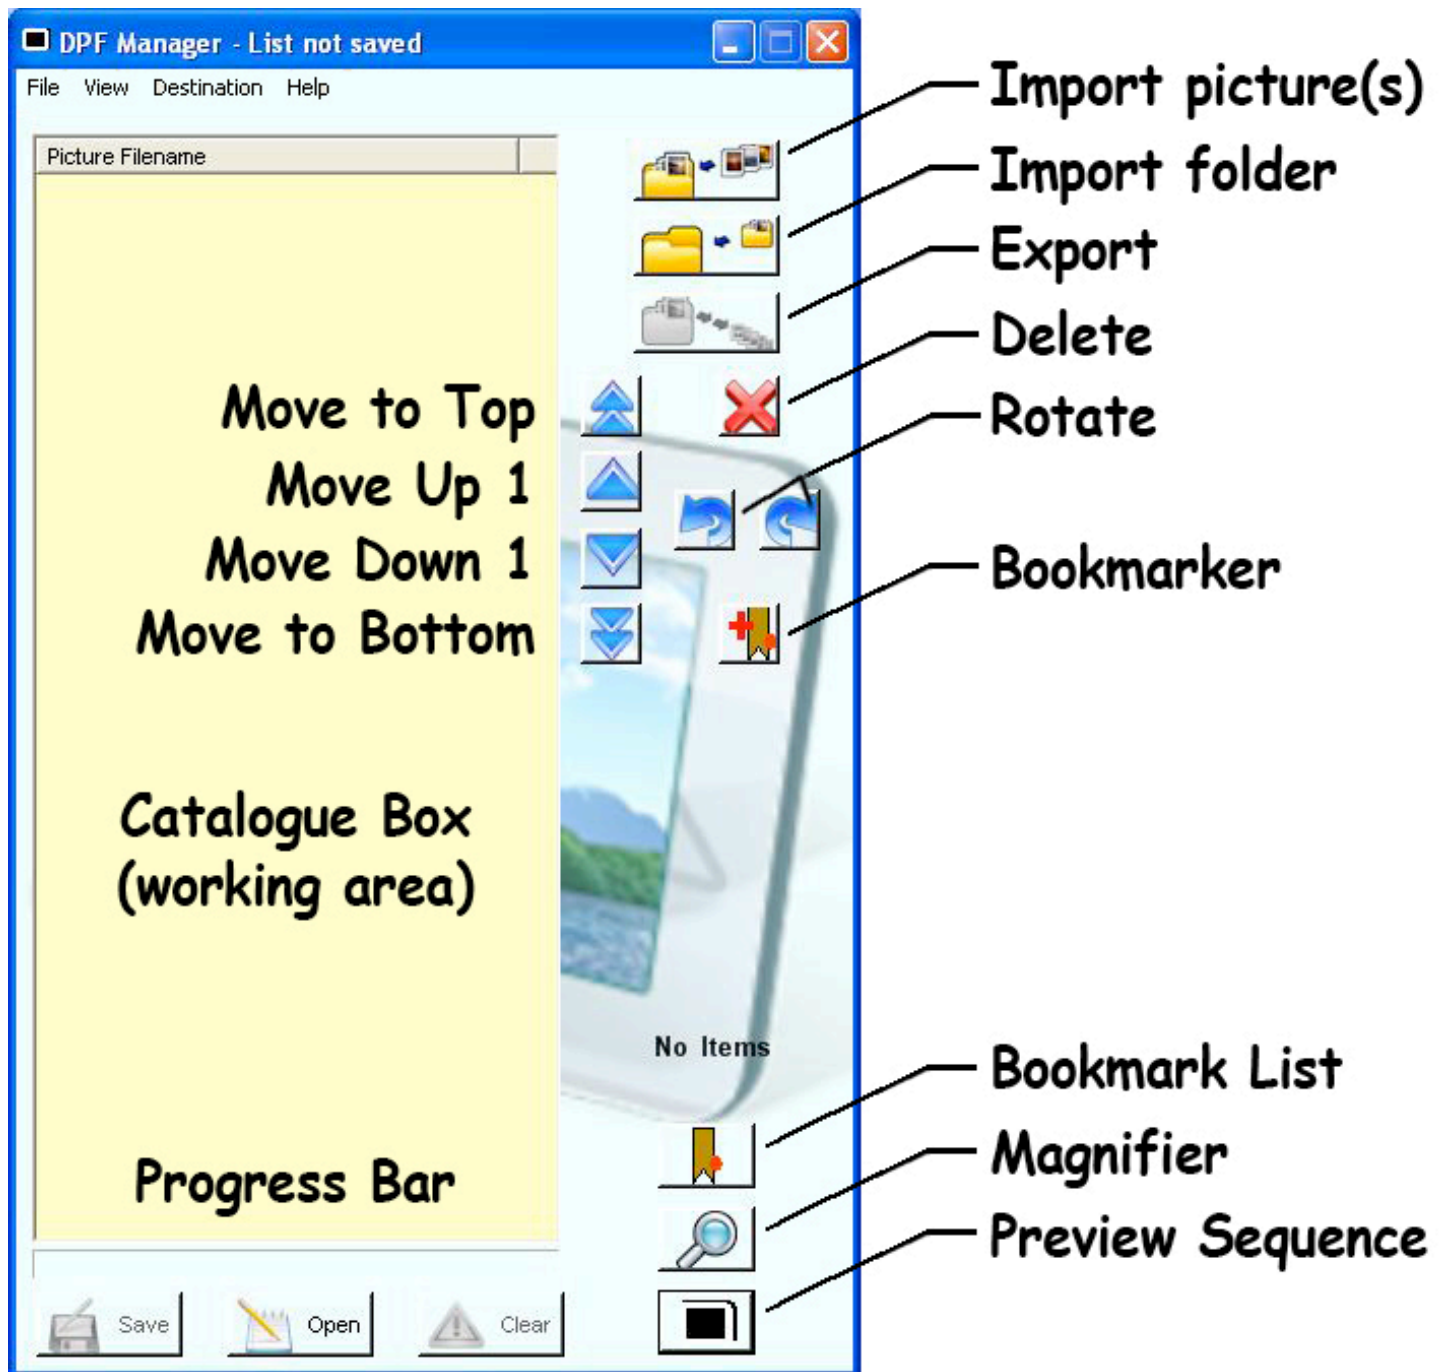 DPF Manager - List not saved
File View Destination Help
Picture Filename
Import picture(s)
Import folder
Export
Delete
Rotate
Bookmarker
Move to Top
Move Up 1
Move Down 1
Move to Bottom
Catalogue Box
(working area)
No Items
Bookmark List
Magnifier
Preview Sequence
Progress Bar
Save
Open
Clear